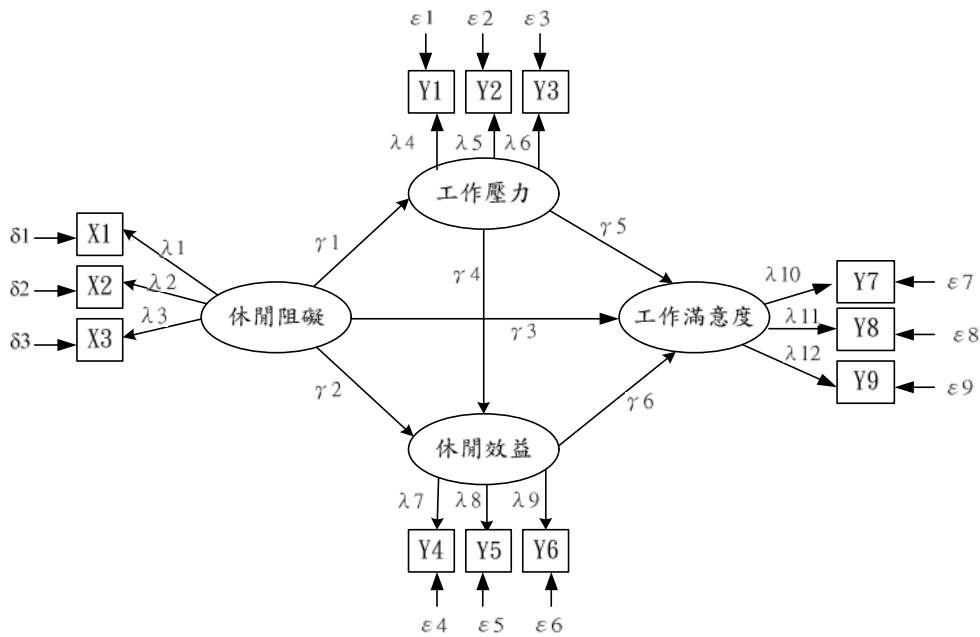 ε1 ε2 ε3
Y1 Y2 Y3
λ4 λ5 λ6
工作壓力
δ1 X1 λ1
γ1 γ5
δ2 X2 λ2
γ4
λ10 Y7 ε7
δ3 X3 λ3
休閒阻礙
γ3
工作滿意度
λ11 Y8 ε8
λ12 Y9 ε9
γ2 γ6
休閒效益
λ7 λ8 λ9
Y4 Y5 Y6
ε4 ε5 ε6